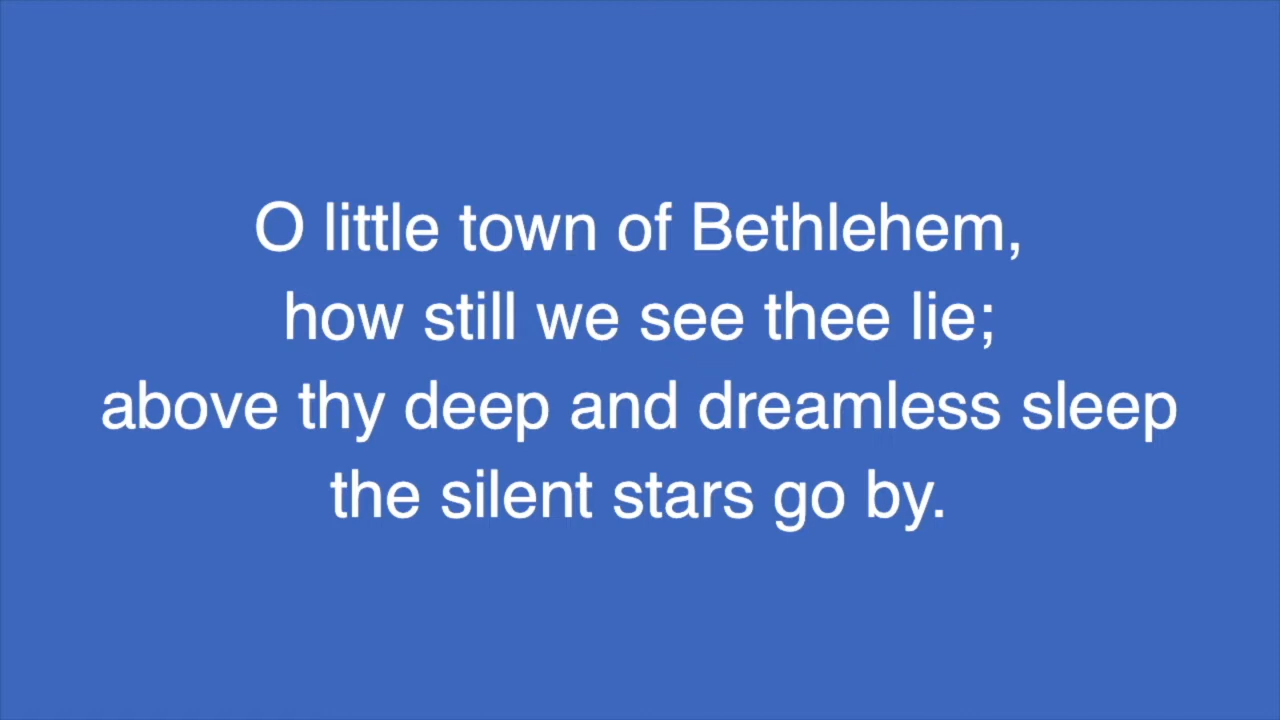 O little town of Bethlehem,
how still we see thee lie;
above thy deep and dreamless sleep
the silent stars go by.